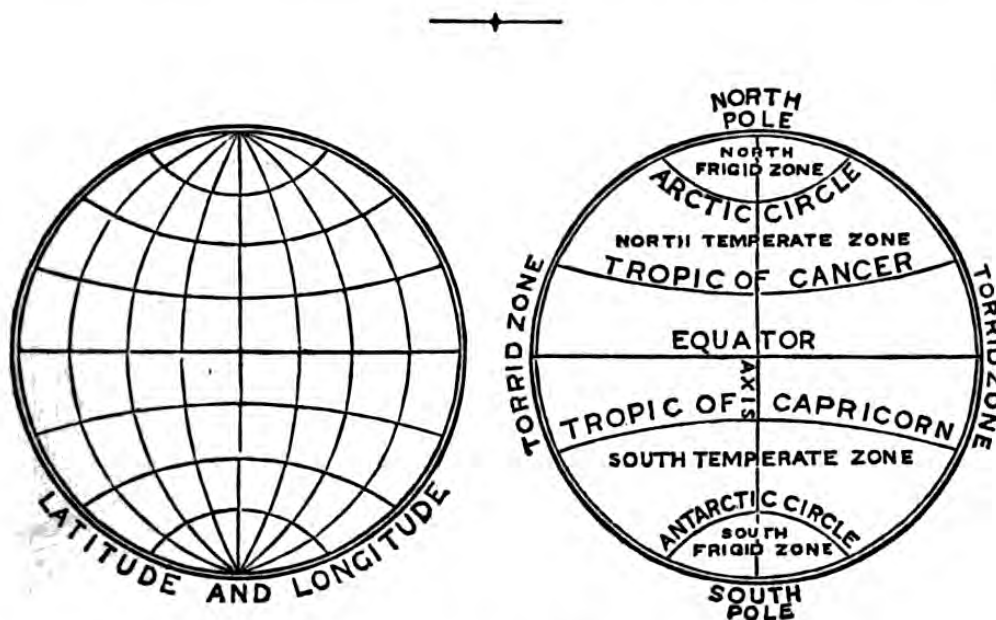 LATITUDE AND LONGITUDE
NORTH
POLE
NORTH
FRIGID ZONE
ARCTIC CIRCLE
NORTH TEMPERATE ZONE
TROPIC OF CANCER
TORRID ZONE
TORRID ZONE
EQUATOR
AXIS
TROPIC OF CAPRICORN
SOUTH TEMPERATE ZONE
ANTARCTIC CIRCLE
SOUTH
FRIGID ZONE
SOUTH
POLE